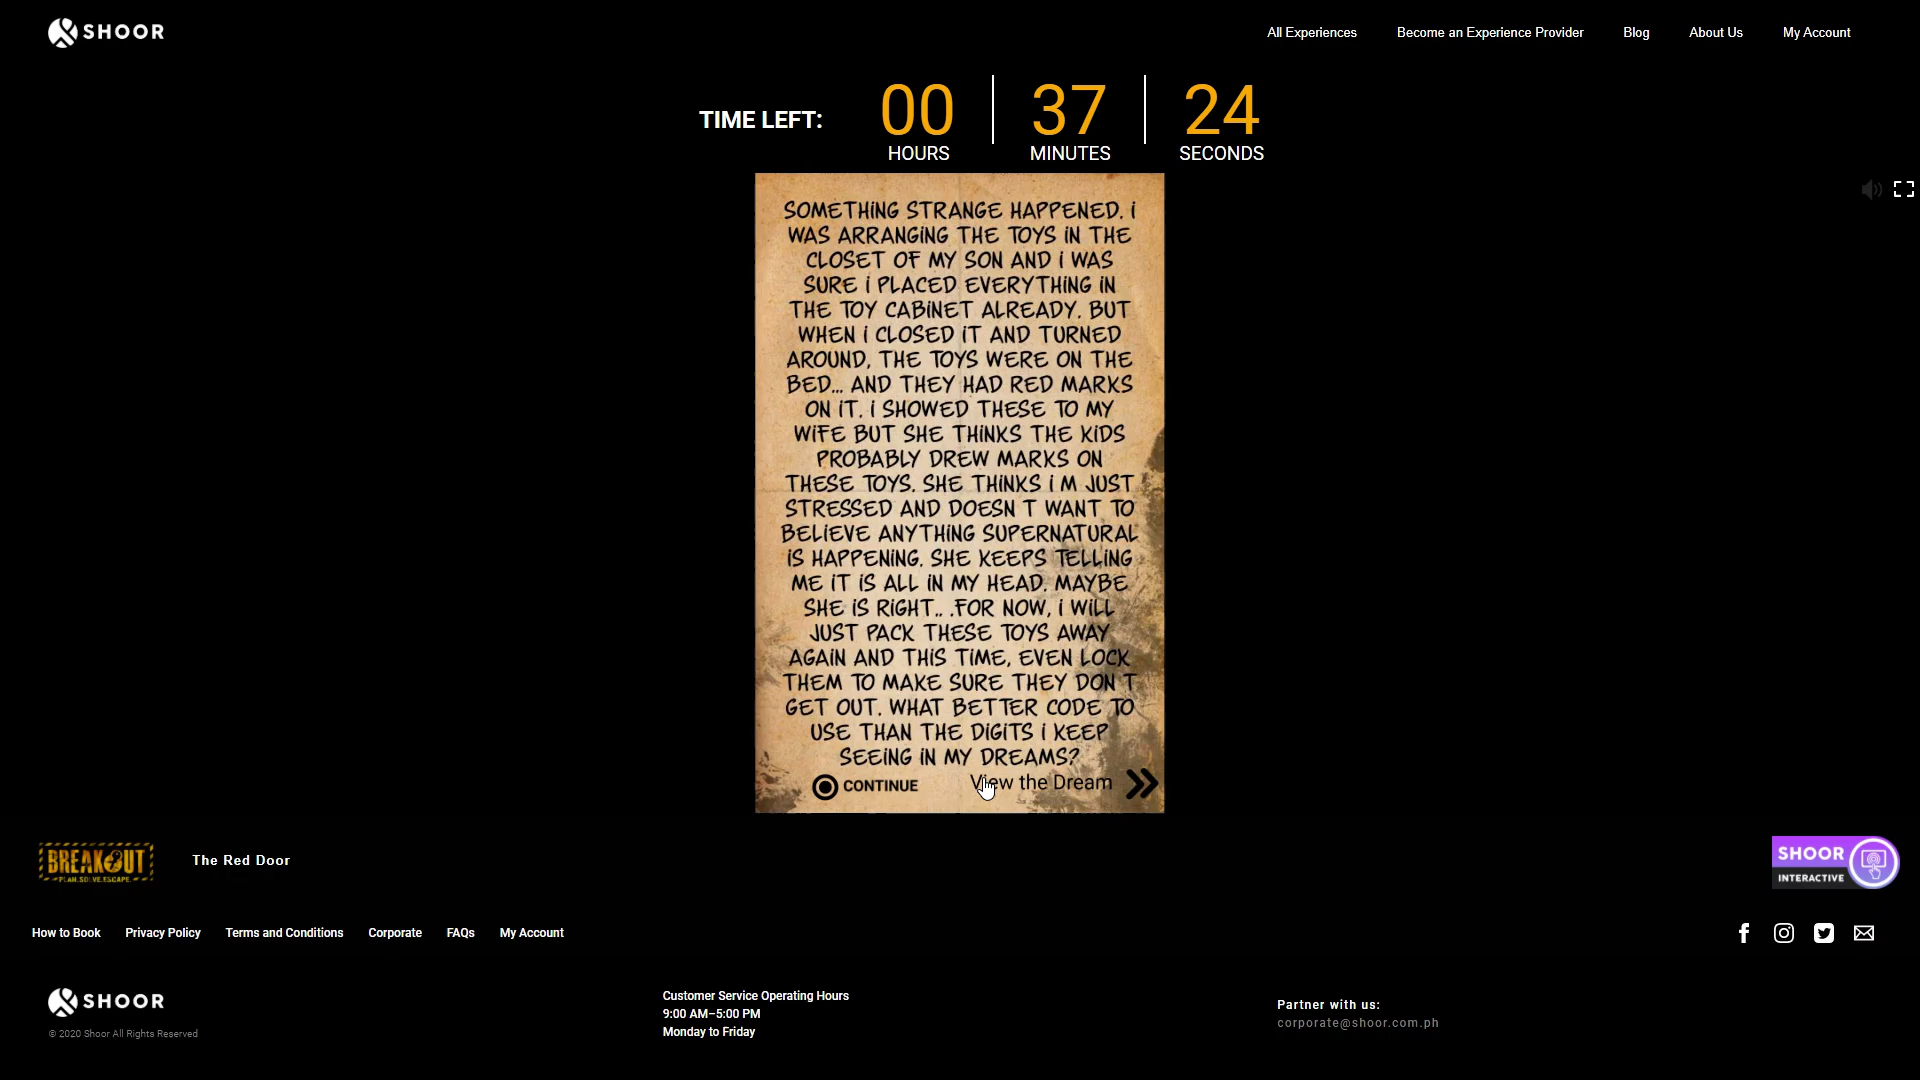 SHOOR
All Experiences
Become an Experience Provider
Blog
About Us
My Account
TIME LEFT:
00
37
24
HOURS
MINUTES
SECONDS
SOMETHING STRANGE HAPPENED. I
WAS ARRANGING THE TOYS IN THE
CLOSET OF MY SON AND I WAS
SURE I PLACED EVERYTHING IN
THE TOY CABINET ALREADY. BUT
WHEN I CLOSED IT AND TURNED
AROUND, THE TOYS WERE ON THE
BED... AND THEY HAD RED MARKS
ON IT. I SHOWED THESE TO MY
WIFE BUT SHE THINKS THE KIDS
PROBABLY DREW MARKS ON
THESE TOYS. SHE THINKS I M JUST
STRESSED AND DOESN T WANT TO
BELIEVE ANYTHING SUPERNATURAL
IS HAPPENING. SHE KEEPS TELLING
ME IT IS ALL IN MY HEAD. MAYBE
SHE IS RIGHT.. .FOR NOW, I WILL
JUST PACK THESE TOYS AWAY
AGAIN AND THIS TIME, EVEN LOCK
THEM TO MAKE SURE THEY DON T
GET OUT. WHAT BETTER CODE TO
USE THAN THE DIGITS I KEEP
SEEING IN MY DREAMS?
CONTINUE
View the Dream
BREAKOUT
PLAN.SOLVE.ESCAPE.
The Red Door
SHOOR
INTERACTIVE
How to Book
Privacy Policy
Terms and Conditions
Corporate
FAQs
My Account
SHOOR
© 2020 Shoor All Rights Reserved
Customer Service Operating Hours
9:00 AM–5:00 PM
Monday to Friday
Partner with us:
corporate@shoor.com.ph